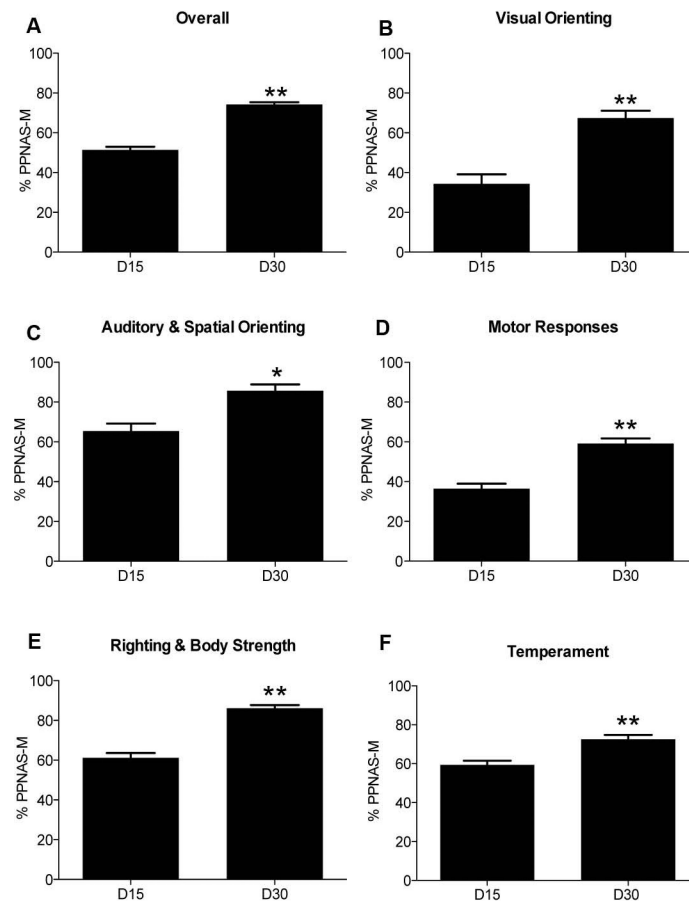 A
Overall
100
80
60
40
20
0
% PPNAS-M
**
D15
D30
B
Visual Orienting
100
80
60
40
20
0
% PPNAS-M
**
D15
D30
C
Auditory & Spatial Orienting
100
80
60
40
20
0
% PPNAS-M
*
D15
D30
D
Motor Responses
100
80
60
40
20
0
% PPNAS-M
**
D15
D30
E
Righting & Body Strength
100
80
60
40
20
0
% PPNAS-M
**
D15
D30
F
Temperament
100
80
60
40
20
0
% PPNAS-M
**
D15
D30